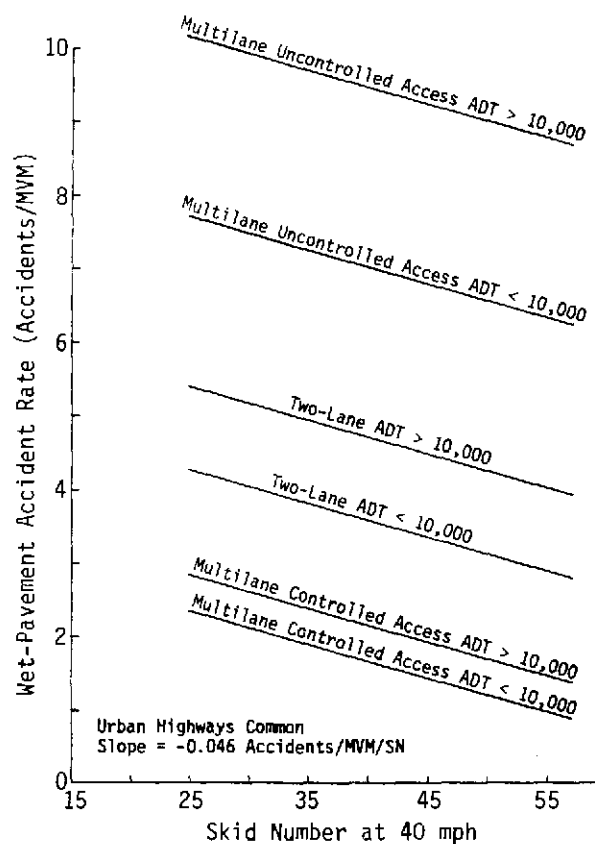 10
Multilane Uncontrolled Access ADT > 10,000
8
Multilane Uncontrolled Access ADT < 10,000
6
Two-Lane ADT > 10,000
4
Two-Lane ADT < 10,000
Multilane Controlled Access ADT > 10,000
Multilane Controlled Access ADT < 10,000
2
Urban Highways Common
Slope = -0.046 Accidents/MVM/SN
0
15 25 35 45 55
Skid Number at 40 mph
Wet-Pavement Accident Rate (Accidents/MVM)